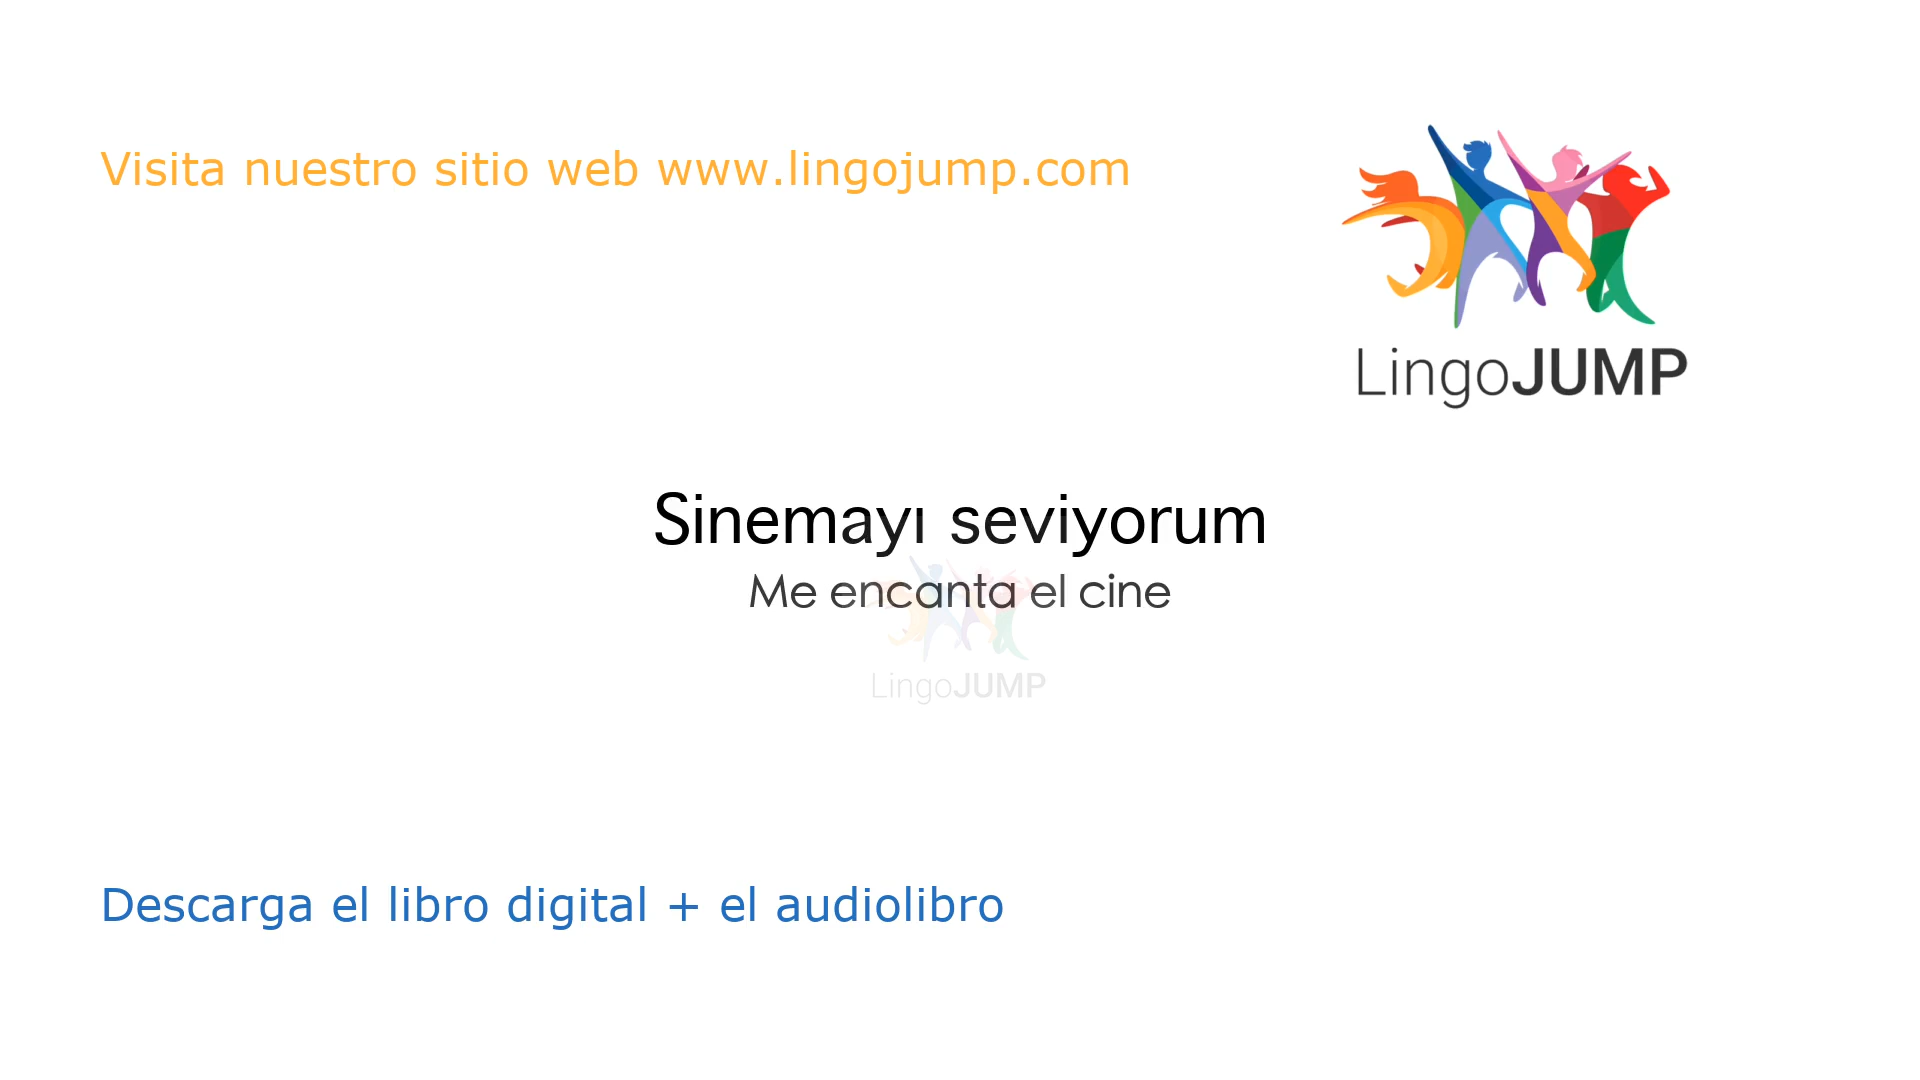 Visita nuestro sitio web www.lingojump.com
LingoJUMP
Sinemayı seviyorum
Me encanta el cine
LingoJUMP
Descarga el libro digital + el audiolibro